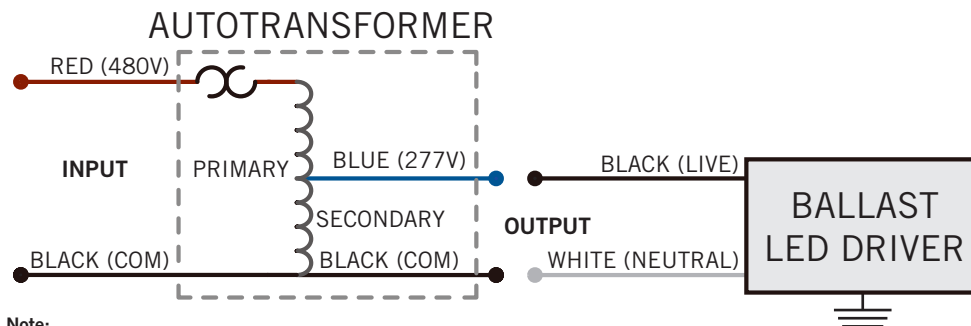 AUTOTRANSFORMER
RED (480V)
INPUT
PRIMARY
BLUE (277V)
BLACK (LIVE)
SECONDARY
OUTPUT
BALLAST
LED DRIVER
BLACK (COM)
BLACK (COM)
WHITE (NEUTRAL)
Note: